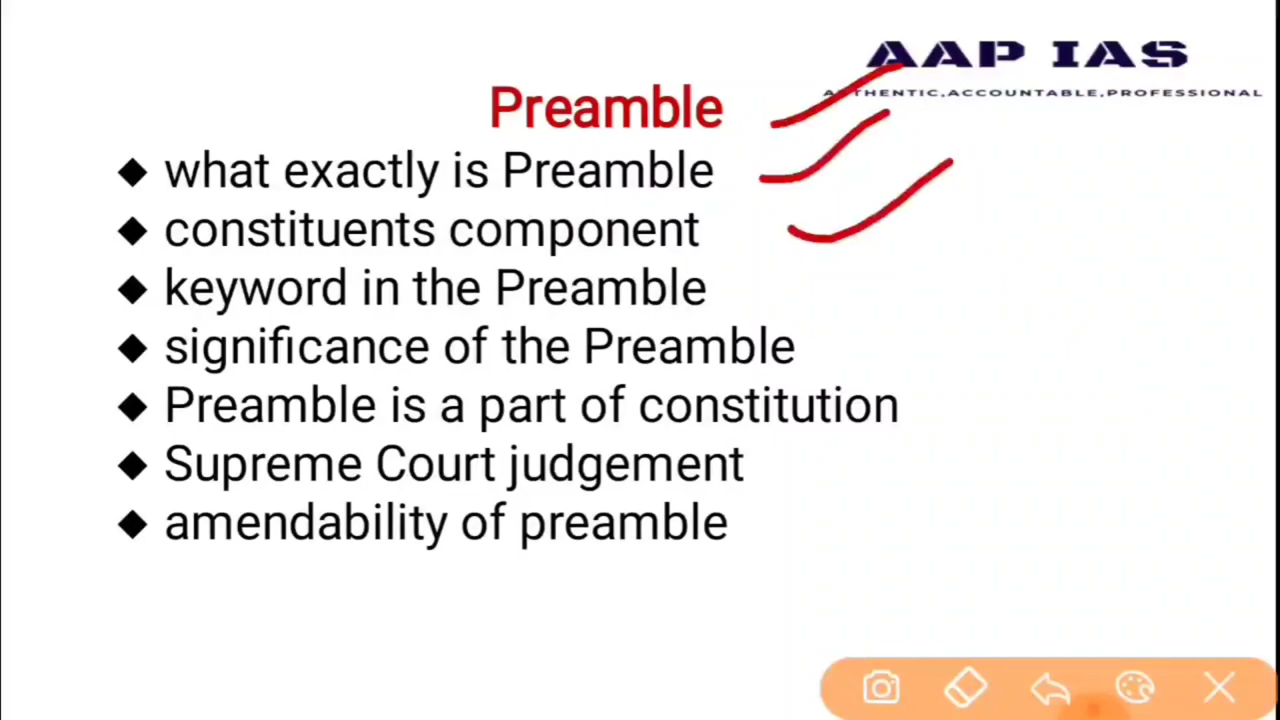 AAP IAS
AUTHENTIC,ACCOUNTABLE,PROFESSIONAL
Preamble
◆ what exactly is Preamble
◆ constituents component
◆ keyword in the Preamble
◆ significance of the Preamble
◆ Preamble is a part of constitution
◆ Supreme Court judgement
◆ amendability of preamble